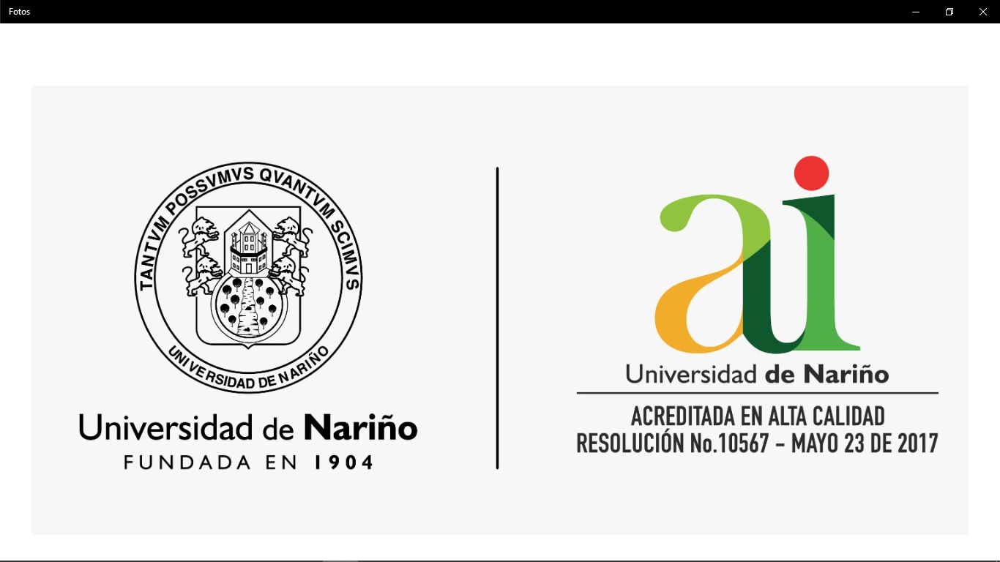 Fotos
TANTVM POSSVMVS QVANTVM SCIMVS
UNIVERSIDAD DE NARIÑO
Universidad de Nariño
FUNDADA EN 1904
ai
Universidad de Nariño
ACREDITADA EN ALTA CALIDAD
RESOLUCIÓN No.10567 - MAYO 23 DE 2017